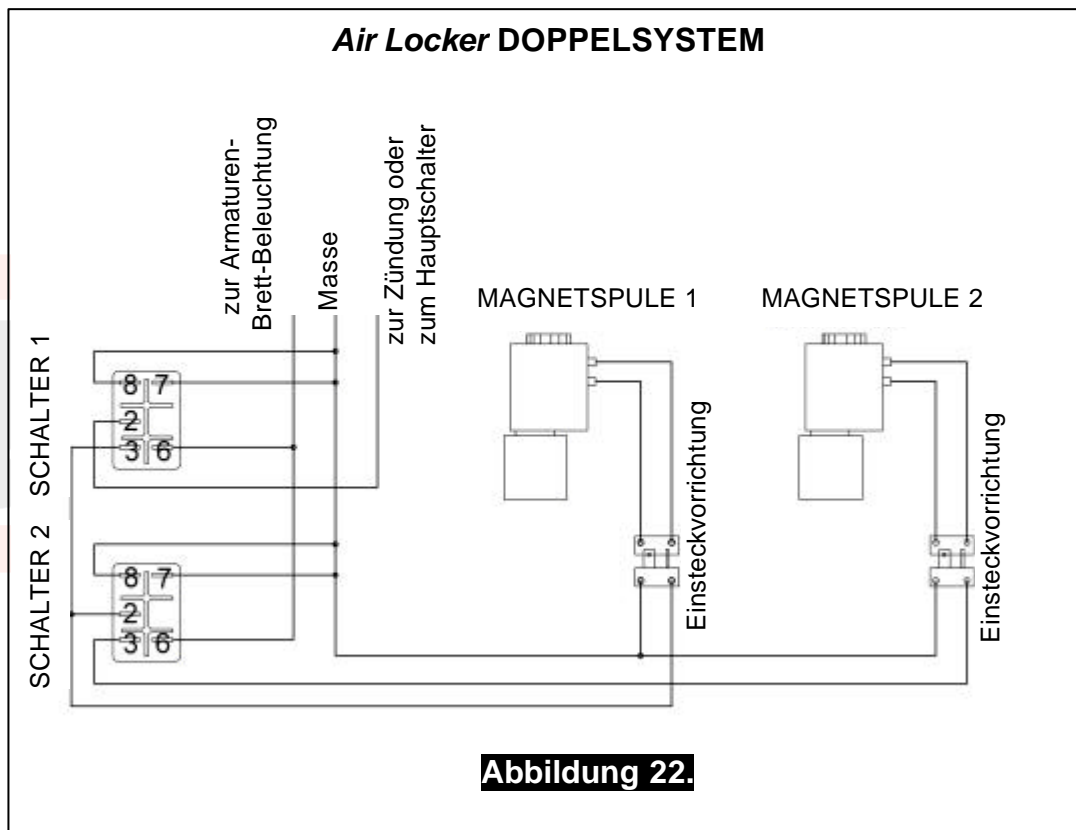 Air Locker DOPPELSYSTEM
zur Armaturen-
Brett-Beleuchtung
Masse
zur Zündung oder
zum Hauptschalter
MAGNETSPULE 1
MAGNETSPULE 2
SCHALTER 1
8 7
2
3 6
Einsteckvorrichtung
Einsteckvorrichtung
SCHALTER 2
8 7
2
3 6
Abbildung 22.